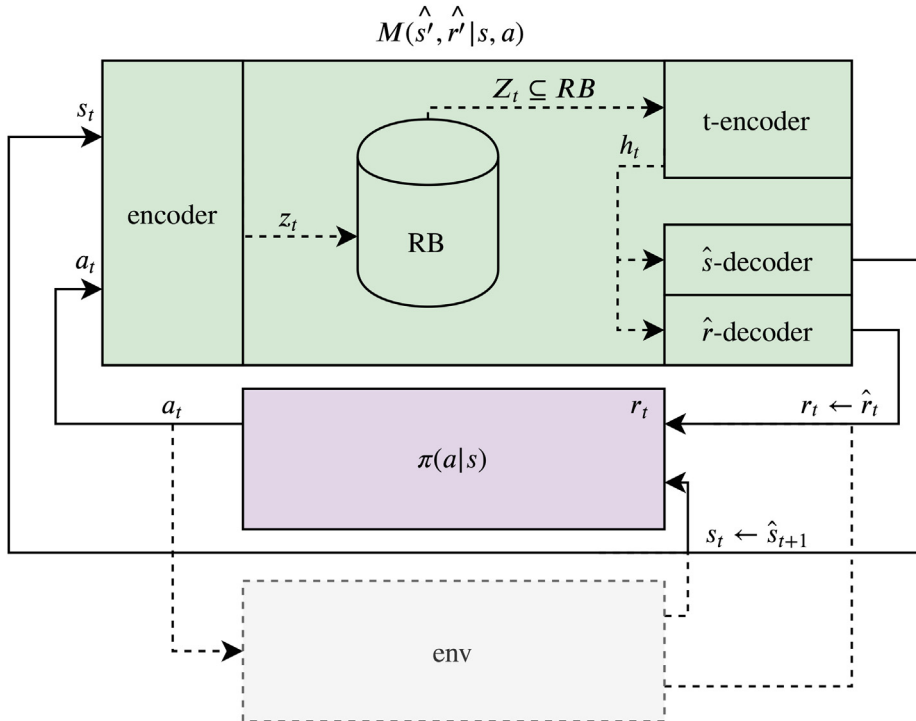 M(ŝ′, r̂′|s, a)
Z_t ⊆ RB
s_t
t-encoder
h_t
encoder
z_t
RB
a_t
ŝ-decoder
r̂-decoder
a_t
r_t
r_t ← r̂_t
π(a|s)
s_t ← ŝ_{t+1}
env